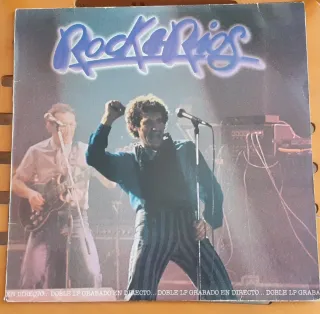 Rock & Ríos
EN DIRECTO... DOBLE LP GRABADO EN DIRECTO... DOBLE LP GRABADO EN DIRECTO... DOBLE LP GRABADO EN DIRECTO...